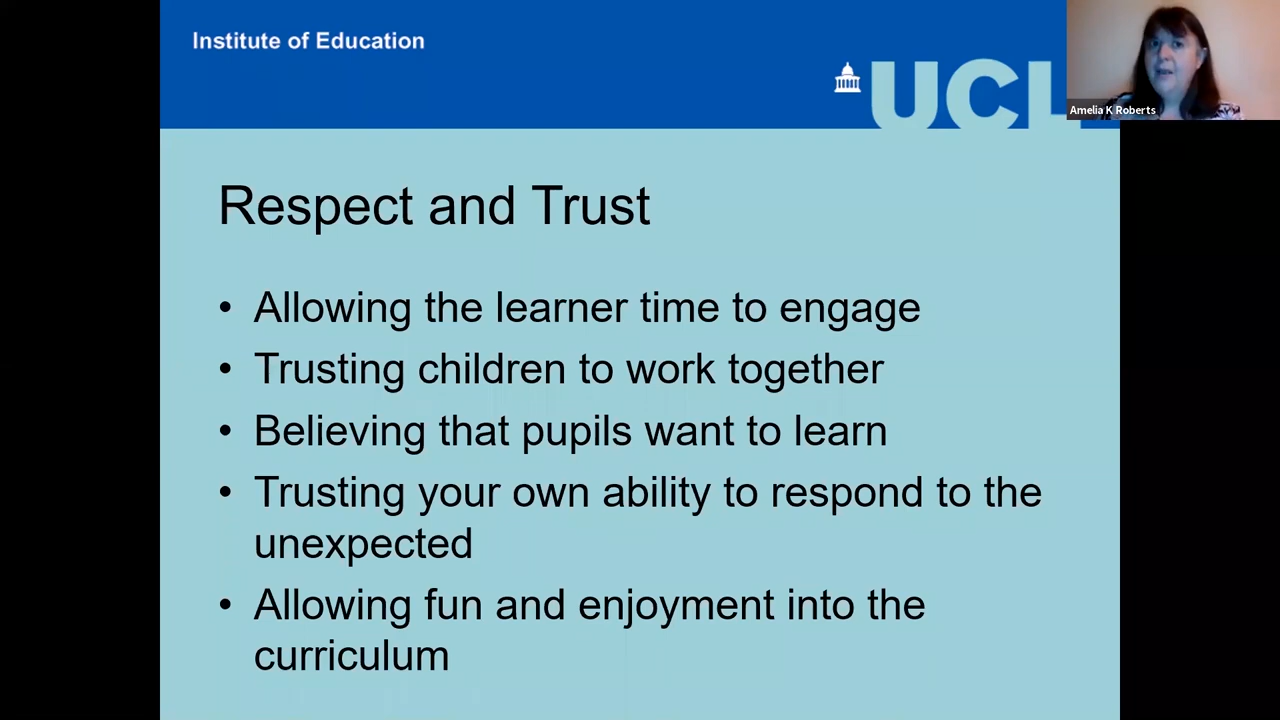 Institute of Education
UCL
Amelia K Roberts
Respect and Trust
• Allowing the learner time to engage
• Trusting children to work together
• Believing that pupils want to learn
• Trusting your own ability to respond to the
unexpected
• Allowing fun and enjoyment into the
curriculum